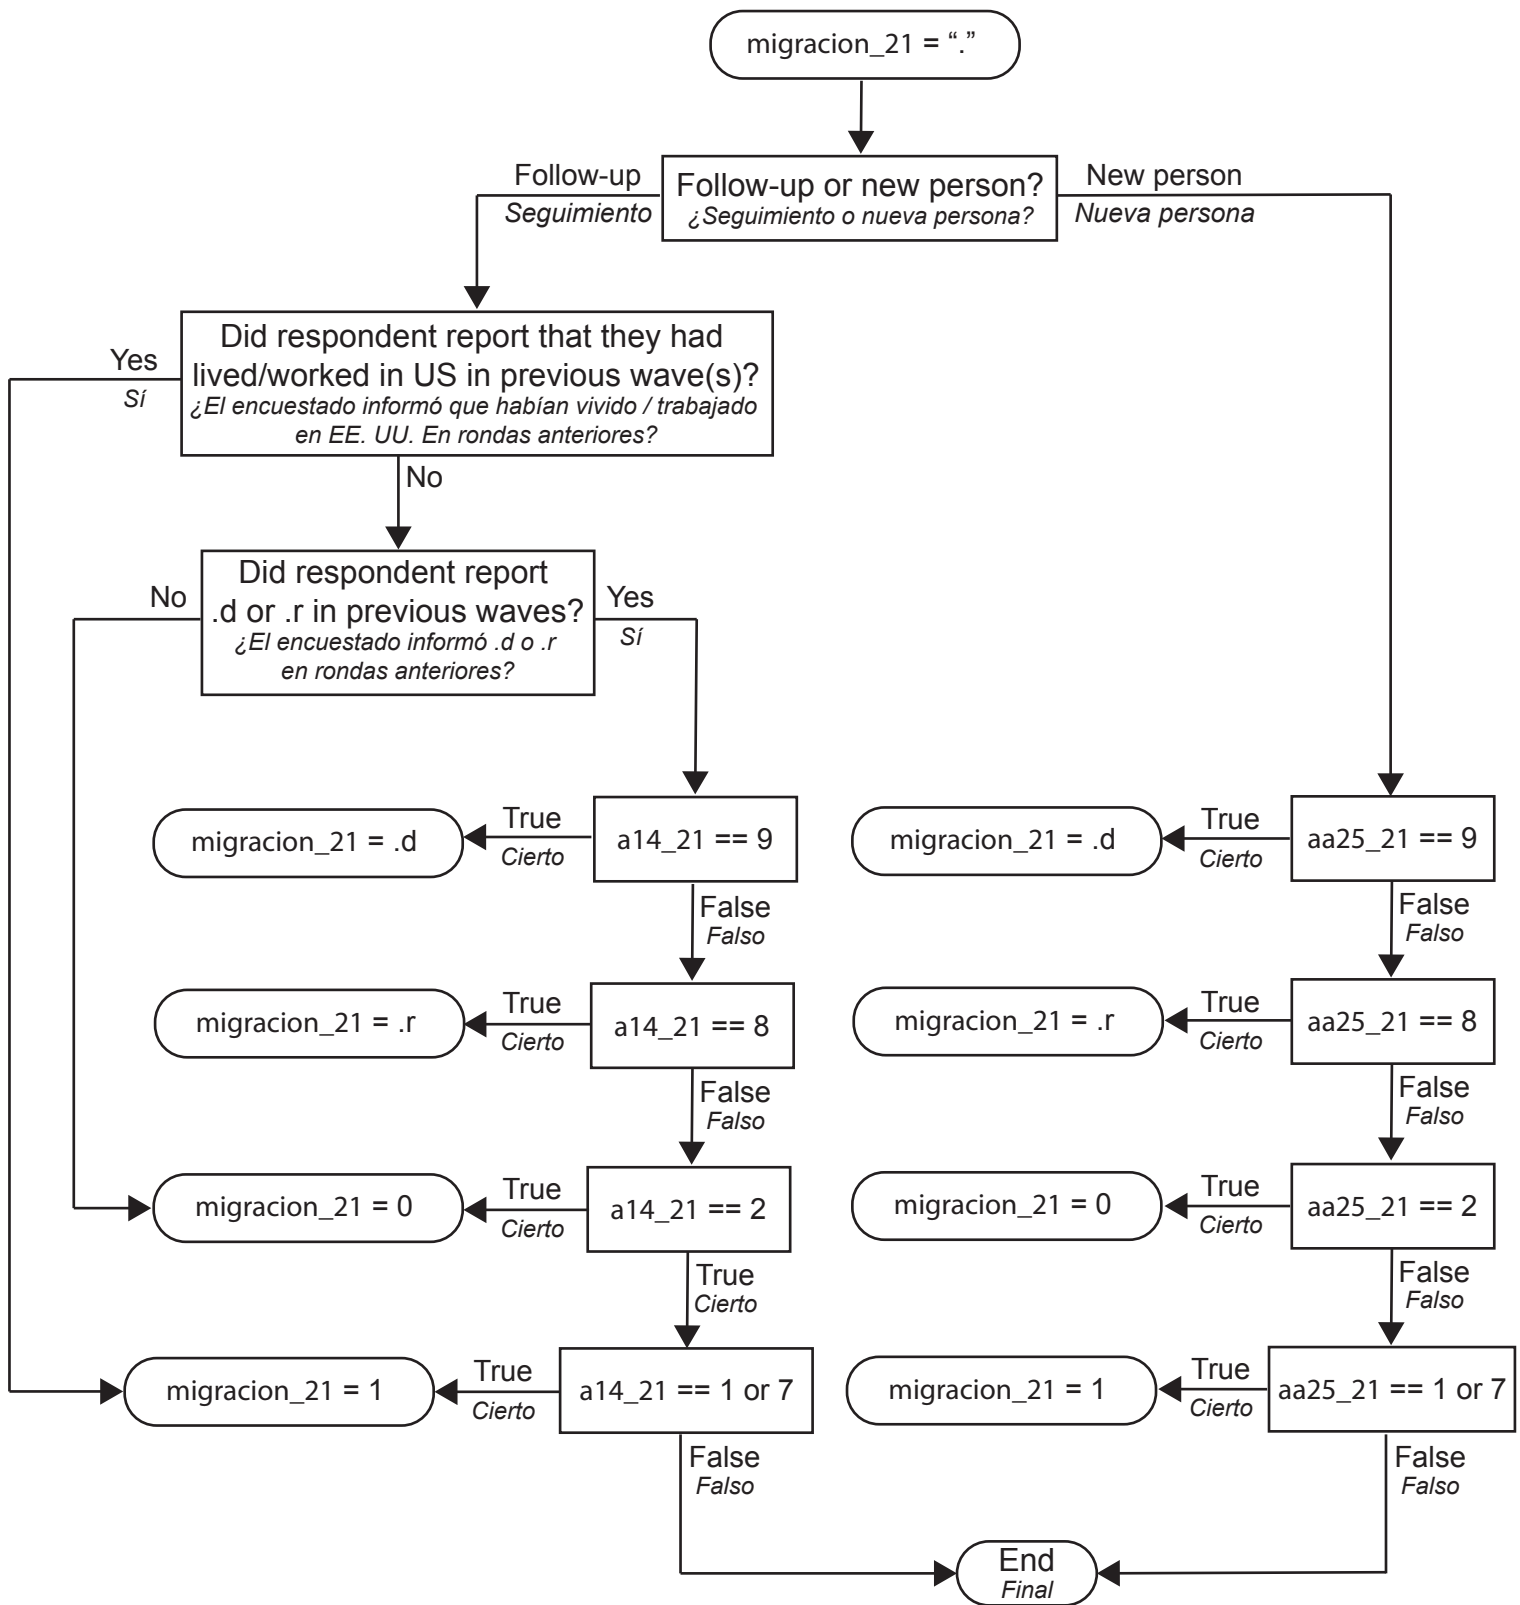 migracion_21 = “.”
Follow-up
Seguimiento
Follow-up or new person?
¿Seguimiento o nueva persona?
New person
Nueva persona
Did respondent report that they had
lived/worked in US in previous wave(s)?
¿El encuestado informó que habían vivido / trabajado
en EE. UU. En rondas anteriores?
Yes
Sí
No
Did respondent report
.d or .r in previous waves?
¿El encuestado informó .d o .r
en rondas anteriores?
No
Yes
Sí
migracion_21 = .d
True
Cierto
a14_21 == 9
migracion_21 = .d
True
Cierto
aa25_21 == 9
False
Falso
False
Falso
migracion_21 = .r
True
Cierto
a14_21 == 8
migracion_21 = .r
True
Cierto
aa25_21 == 8
False
Falso
False
Falso
migracion_21 = 0
True
Cierto
a14_21 == 2
migracion_21 = 0
True
Cierto
aa25_21 == 2
True
Cierto
False
Falso
migracion_21 = 1
True
Cierto
a14_21 == 1 or 7
migracion_21 = 1
True
Cierto
aa25_21 == 1 or 7
False
Falso
False
Falso
End
Final